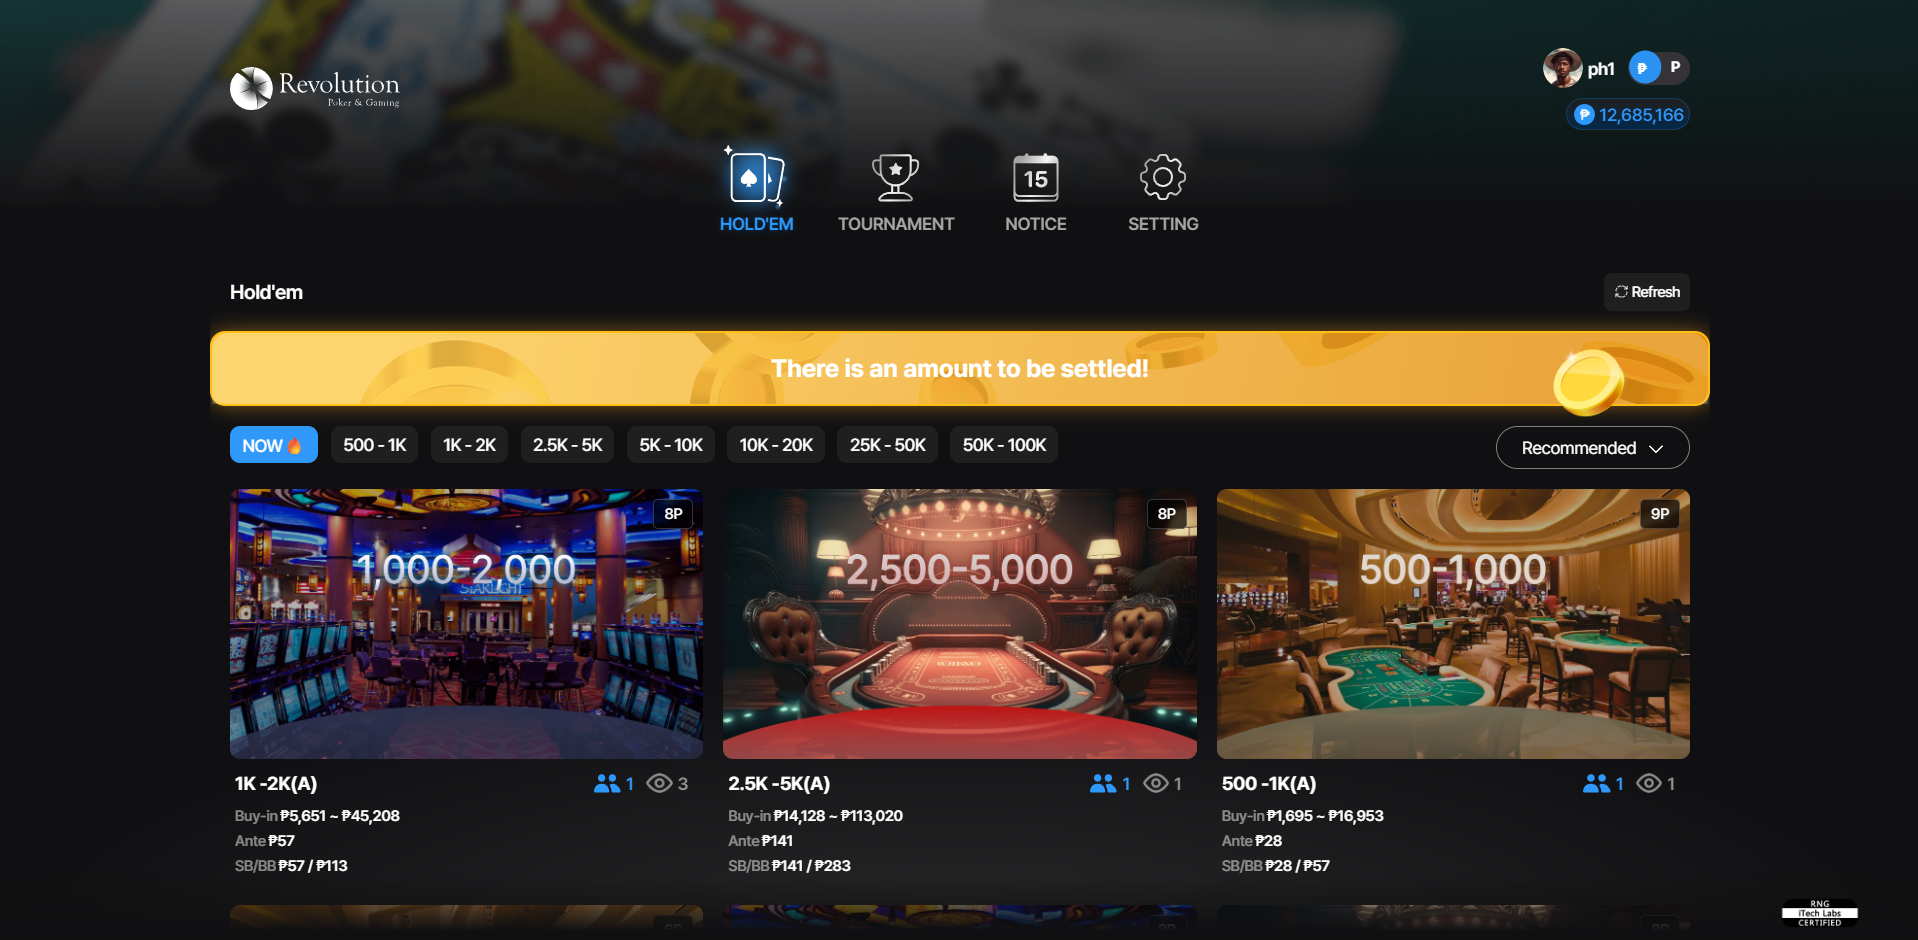 Revolution
Poker & Gaming
ph1
₱ P
₱ 12,685,166
HOLD'EM
TOURNAMENT
15
NOTICE
SETTING
Hold'em
Refresh
There is an amount to be settled!
NOW
500 - 1K
1K - 2K
2.5K - 5K
5K - 10K
10K - 20K
25K - 50K
50K - 100K
Recommended
8P
1,000-2,000
STARLIGHT
8P
2,500-5,000
9P
500-1,000
1K -2K(A)
1
3
Buy-in ₱5,651 ~ ₱45,208
Ante ₱57
SB/BB ₱57 / ₱113
2.5K -5K(A)
1
1
Buy-in ₱14,128 ~ ₱113,020
Ante ₱141
SB/BB ₱141 / ₱283
500 -1K(A)
1
1
Buy-in ₱1,695 ~ ₱16,953
Ante ₱28
SB/BB ₱28 / ₱57
RNG
iTech Labs
CERTIFIED